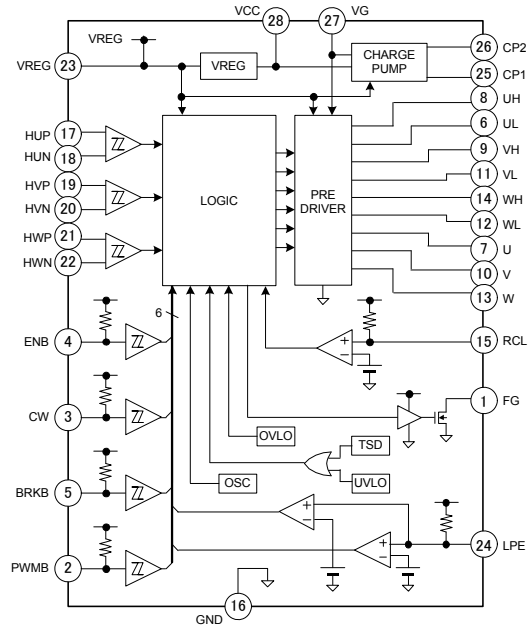 VCC
VG
28
27
VREG
VREG
23
VREG
CHARGE
PUMP
26
CP2
25
CP1
8
UH
6
UL
9
VH
11
VL
14
WH
12
WL
7
U
10
V
13
W
HUP
17
HUN
18
HVP
19
HVN
20
HWP
21
HWN
22
LOGIC
PRE
DRIVER
6
ENB
4
+
−
15
RCL
CW
3
1
FG
OVLO
TSD
BRKB
5
OSC
UVLO
+
−
+
−
24
LPE
PWMB
2
GND
16